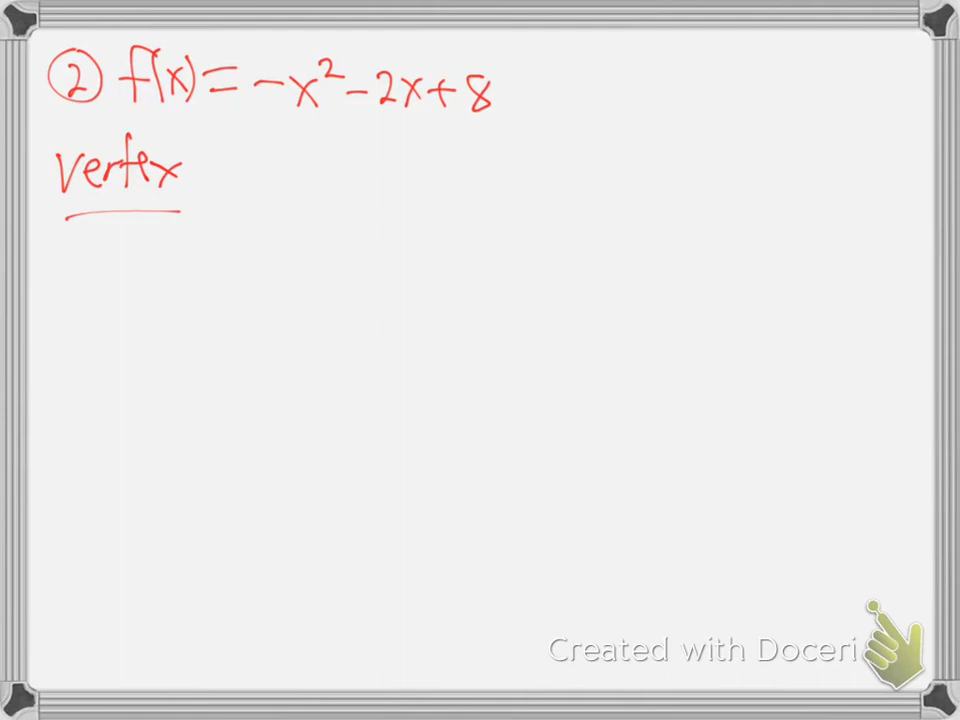 ② f(x) = -x² - 2x + 8
vertex
Created with Doceri